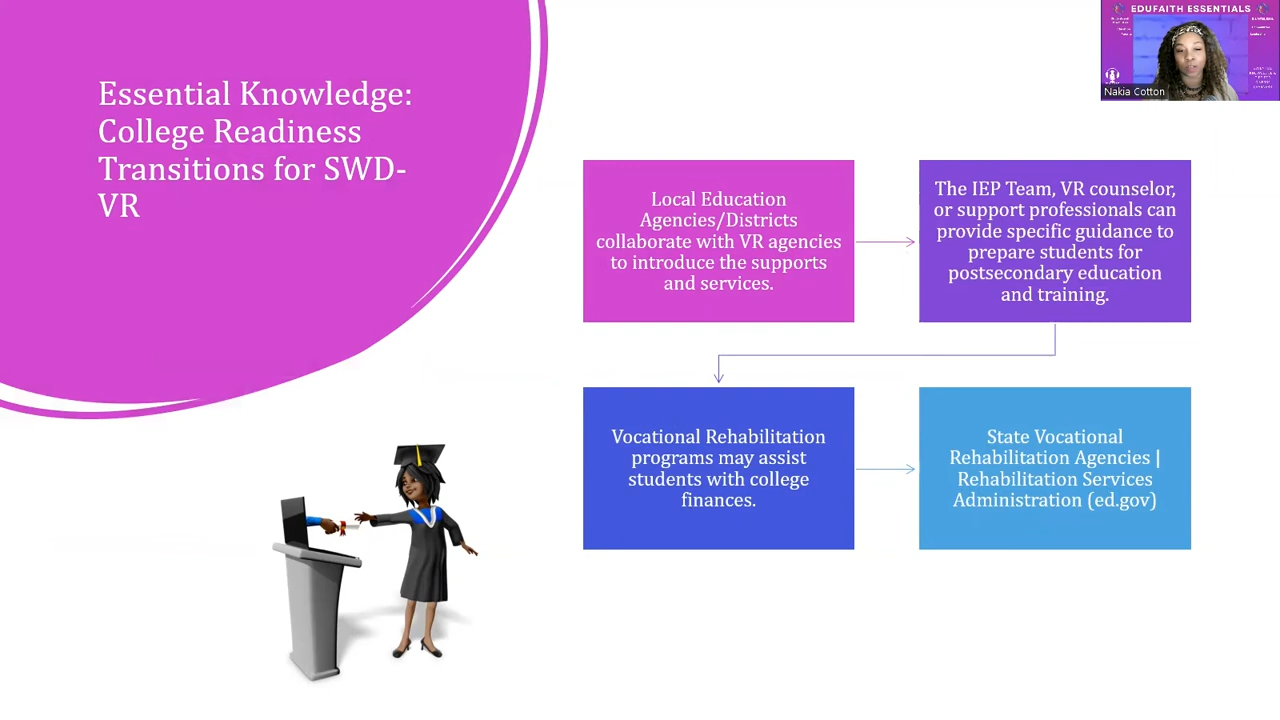 Essential Knowledge:
College Readiness
Transitions for SWD-
VR
Local Education
Agencies/Districts
collaborate with VR agencies
to introduce the supports
and services.
The IEP Team, VR counselor,
or support professionals can
provide specific guidance to
prepare students for
postsecondary education
and training.
Vocational Rehabilitation
programs may assist
students with college
finances.
State Vocational
Rehabilitation Agencies |
Rehabilitation Services
Administration (ed.gov)
EDUFAITH ESSENTIALS
Nakia Cotton